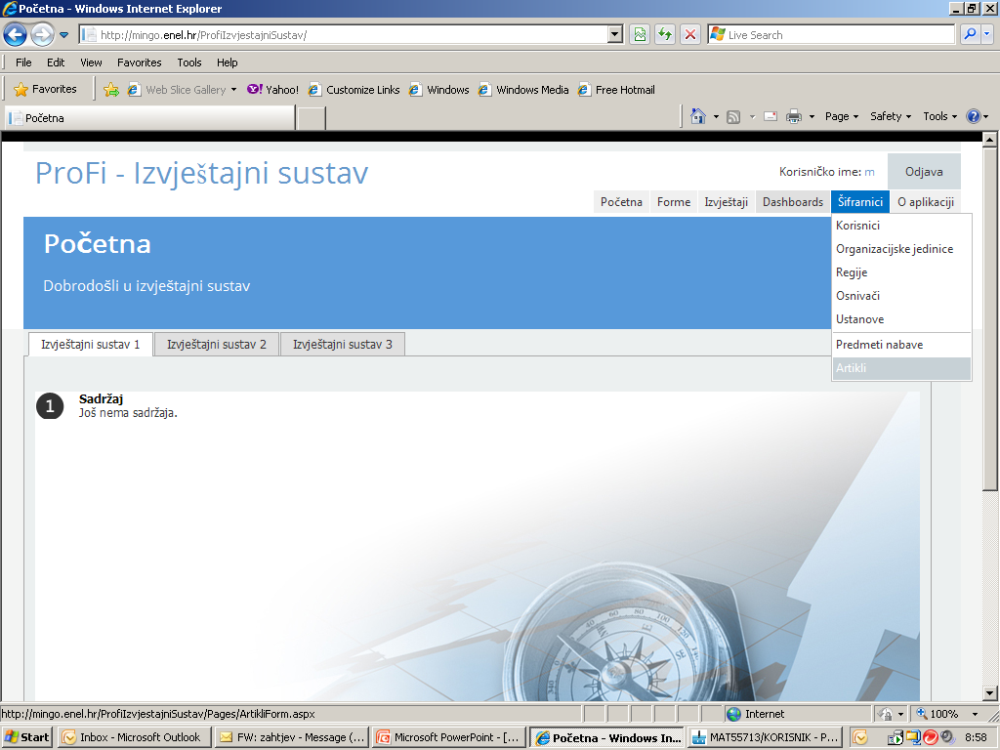 Početna - Windows Internet Explorer
http://mingo.enel.hr/ProfiIzvjestajniSustav/
Live Search
File Edit View Favorites Tools Help
Favorites Web Slice Gallery Yahoo! Customize Links Windows Windows Media Free Hotmail
Početna
Page Safety Tools
ProFi - Izvještajni sustav
Korisničko ime: m
Odjava
Početna Forme Izvještaji Dashboards Šifrarnici O aplikaciji
Korisnici
Organizacijske jedinice
Regije
Osnivači
Ustanove
Predmeti nabave
Artikli
Početna
Dobrodošli u izvještajni sustav
Izvještajni sustav 1 Izvještajni sustav 2 Izvještajni sustav 3
1 Sadržaj
Još nema sadržaja.
60 80 100 120
http://mingo.enel.hr/ProfiIzvjestajniSustav/Pages/ArtikliForm.aspx
Internet
100%
Start Inbox - Microsoft Outlook FW: zahtjev - Message (... Microsoft PowerPoint - [... Početna - Windows In... MAT55713/KORISNIK - P...
8:58